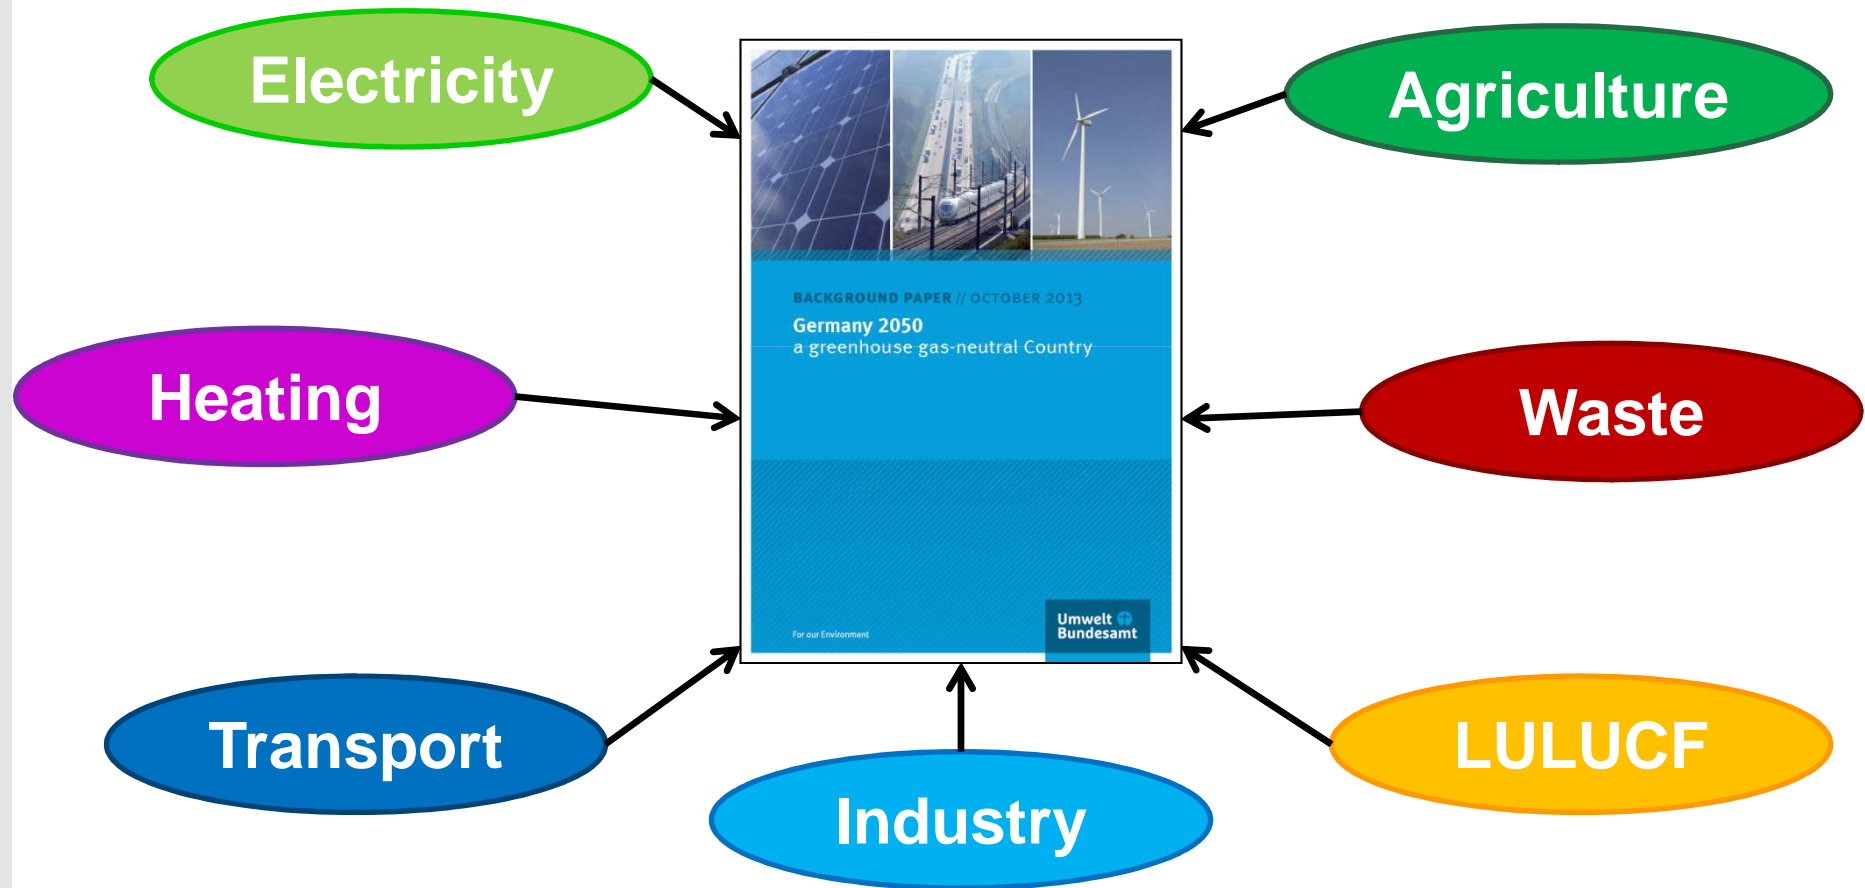 Electricity
Agriculture
BACKGROUND PAPER // OCTOBER 2013
Germany 2050
a greenhouse gas-neutral Country
Heating
Waste
For our Environment
Umwelt
Bundesamt
Transport
LULUCF
Industry